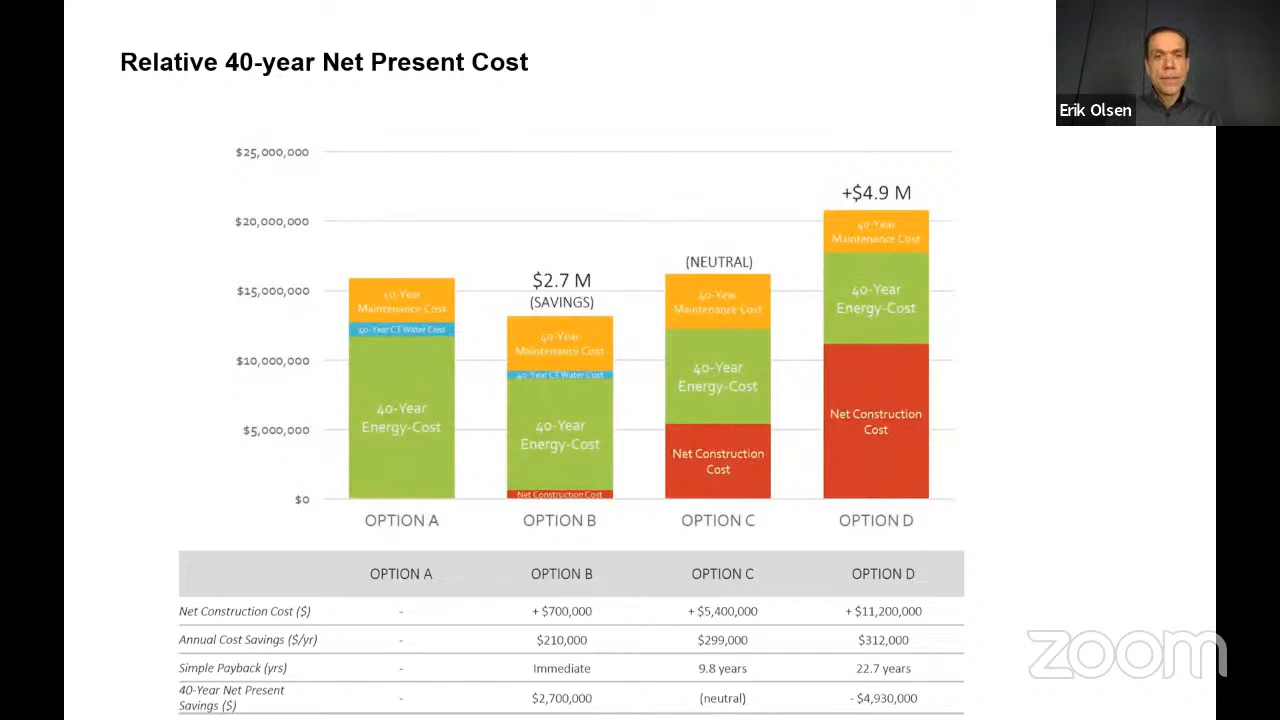 Relative 40-year Net Present Cost
Erik Olsen
$25,000,000
$20,000,000
$15,000,000
$10,000,000
$5,000,000
$0
40-Year
Maintenance Cost
40-Year CT Water Cost
40-Year
Energy-Cost
OPTION A
$2.7 M
(SAVINGS)
40-Year
Maintenance Cost
40-Year CT Water Cost
40-Year
Energy-Cost
Net Construction Cost
OPTION B
(NEUTRAL)
40-Year
Maintenance Cost
40-Year
Energy-Cost
Net Construction
Cost
OPTION C
+$4.9 M
40-Year
Maintenance Cost
40-Year
Energy-Cost
Net Construction
Cost
OPTION D
OPTION A OPTION B OPTION C OPTION D
Net Construction Cost ($) - + $700,000 + $5,400,000 + $11,200,000
Annual Cost Savings ($/yr) - $210,000 $299,000 $312,000
Simple Payback (yrs) - Immediate 9.8 years 22.7 years
40-Year Net Present
Savings ($) - $2,700,000 (neutral) - $4,930,000
zoom